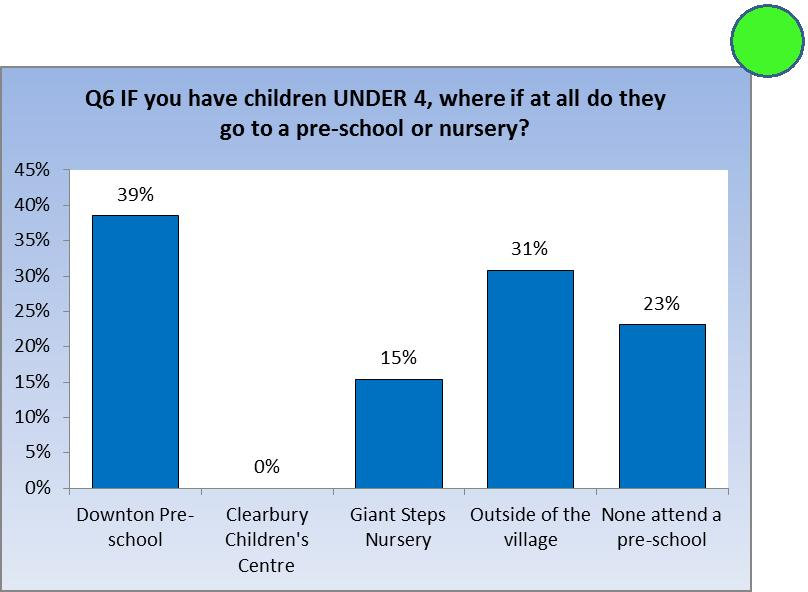 Q6 IF you have children UNDER 4, where if at all do they
go to a pre-school or nursery?
45%
40%
35%
30%
25%
20%
15%
10%
5%
0%
39%
0%
15%
31%
23%
Downton Pre-
school
Clearbury
Children's
Centre
Giant Steps
Nursery
Outside of the
village
None attend a
pre-school